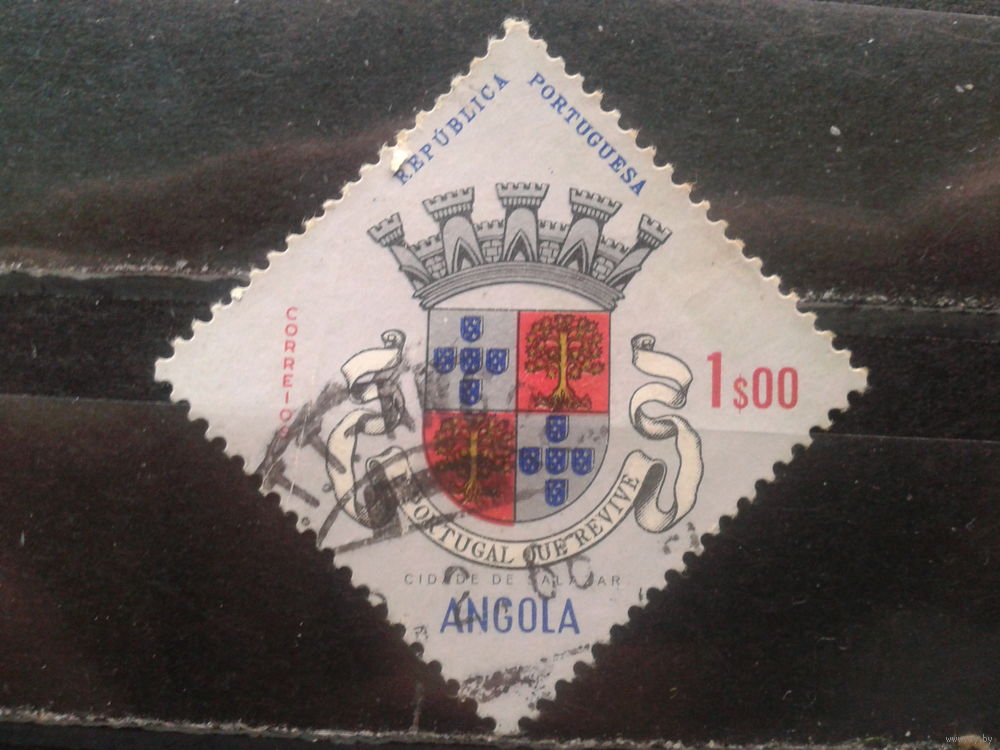 REPÚBLICA PORTUGUESA
CORREIOS
1$00
PORTUGAL QUE REVIVE
CIDADE DE SALAZAR
ANGOLA